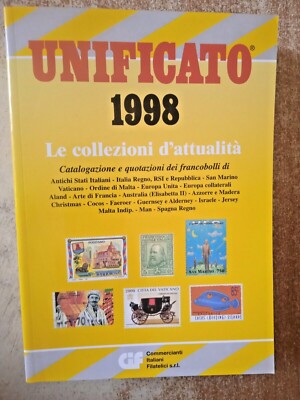 UNIFICATO®
1998
Le collezioni d'attualità
Catalogazione e quotazioni dei francobolli di
Antichi Stati Italiani - Italia Regno, RSI e Repubblica - San Marino
Vaticano - Ordine di Malta - Europa Unita - Europa collaterali
Aland - Arte di Francia - Australia (Elisabetta II) - Azzorre e Madera
Christmas - Cocos - Faeroer - Guernsey e Alderney - Israele - Jersey
Malta Indip. - Man - Spagna Regno
San Marino
CIF
Commercianti
Italiani
Filatelici s.r.l.